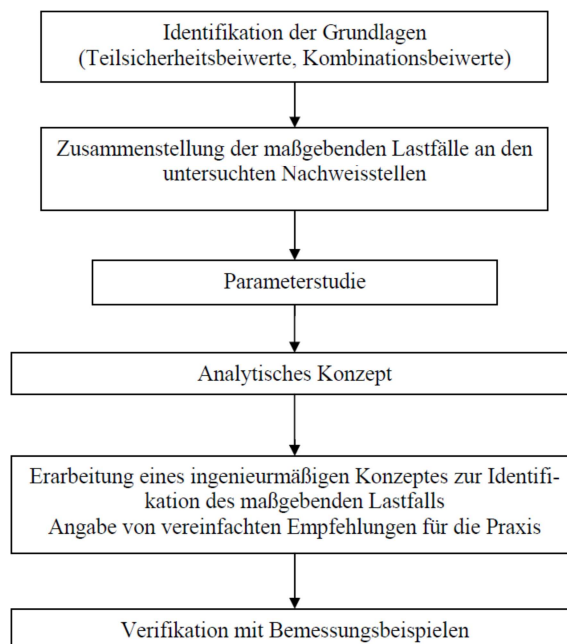 Identifikation der Grundlagen
(Teilsicherheitsbeiwerte, Kombinationsbeiwerte)
Zusammenstellung der maßgebenden Lastfälle an den
untersuchten Nachweisstellen
Parameterstudie
Analytisches Konzept
Erarbeitung eines ingenieurmäßigen Konzeptes zur Identifi-
kation des maßgebenden Lastfalls
Angabe von vereinfachten Empfehlungen für die Praxis
Verifikation mit Bemessungsbeispielen